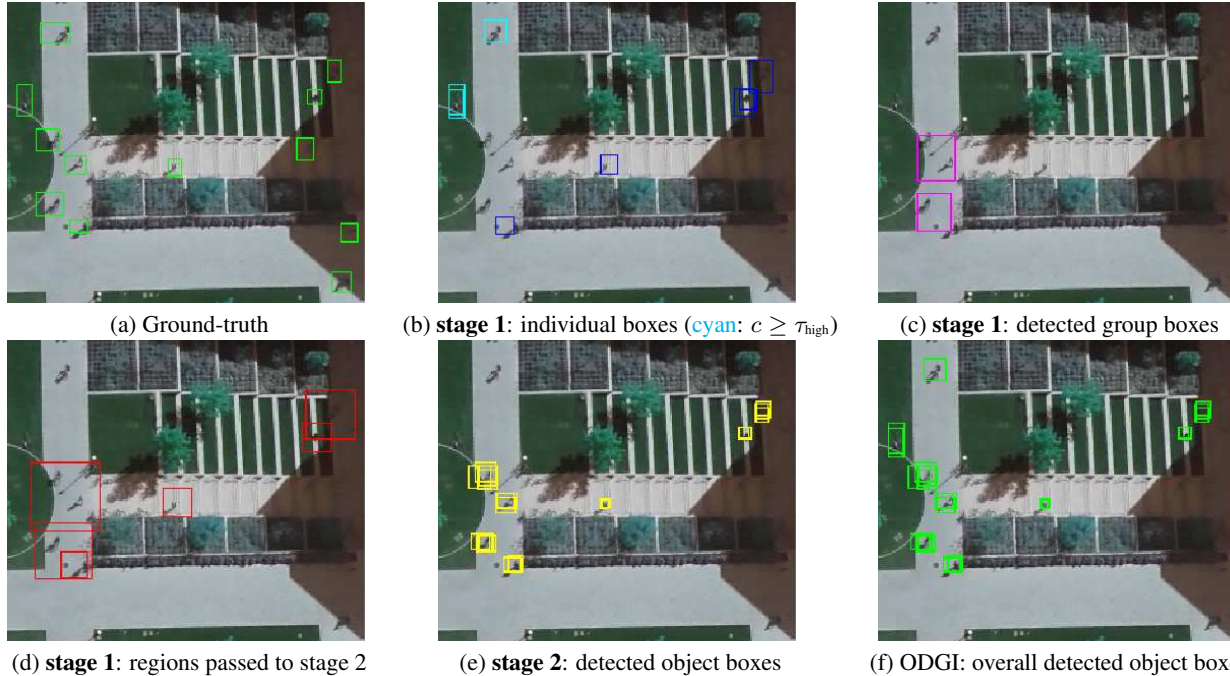 (a) Ground-truth
(b) stage 1: individual boxes (cyan: c ≥ τhigh)
(c) stage 1: detected group boxes
(d) stage 1: regions passed to stage 2
(e) stage 2: detected object boxes
(f) ODGI: overall detected object box